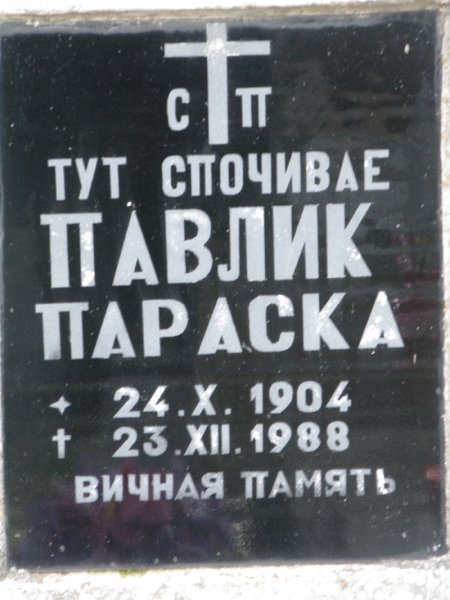 С П
ТУТ СПОЧИВАЕ
ПАВЛИК
ПАРАСКА
24.X.1904
† 23.XII.1988
ВИЧНАЯ ПАМЯТЬ